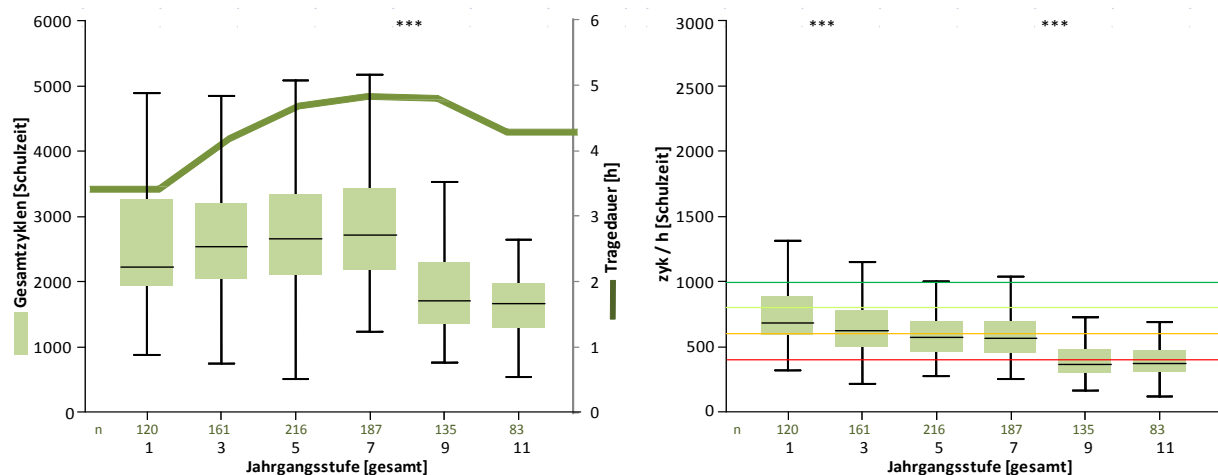 ***
6000
5000
4000
3000
2000
1000
0
Gesamtzyklen [Schulzeit]
6
5
4
3
2
1
0
Tragedauer [h]
n 120 161 216 187 135 83
1 3 5 7 9 11
Jahrgangsstufe [gesamt]
*** ***
3000
2500
2000
1500
1000
500
0
zyk / h [Schulzeit]
n 120 161 216 187 135 83
1 3 5 7 9 11
Jahrgangsstufe [gesamt]